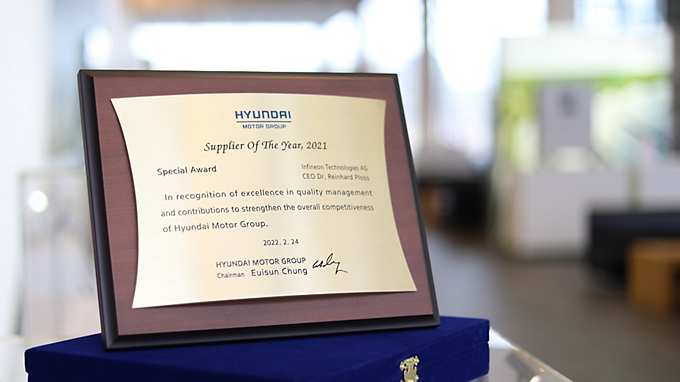 HYUNDAI
MOTOR GROUP
Supplier Of The Year, 2021
Special Award
Infineon Technologies AG
CEO Dr. Reinhard Ploss
In recognition of excellence in quality management
and contributions to strengthen the overall competitiveness
of Hyundai Motor Group.
2022. 2. 24
HYUNDAI MOTOR GROUP
Chairman Euisun Chung